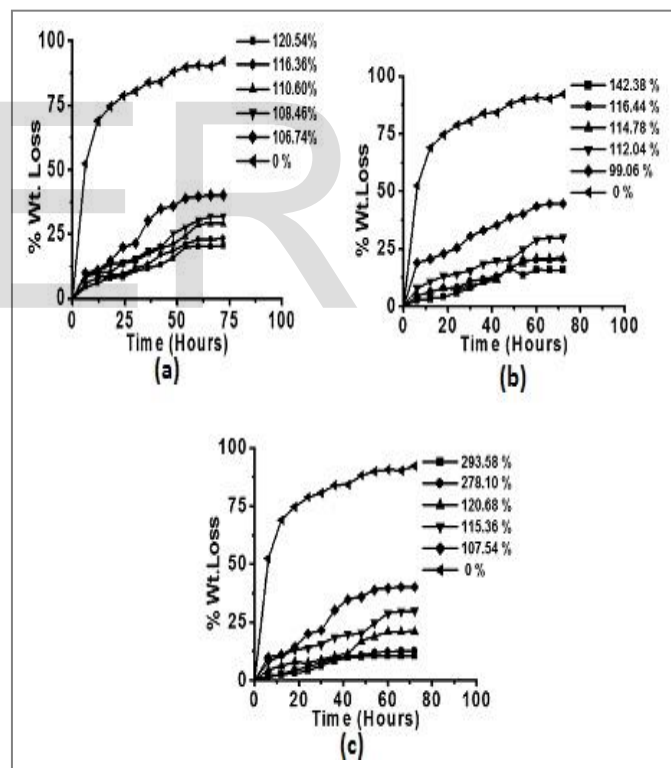 ER
100
75
50
25
0
% Wt. Loss
120.54%
116.36%
110.60%
108.46%
106.74%
0 %
0 25 50 75 100
Time (Hours)
(a)
100
75
50
25
0
% Wt. Loss
142.38 %
116.44 %
114.78 %
112.04 %
99.06 %
0 %
0 20 40 60 80 100
Time (Hours)
(b)
100
75
50
25
0
% Wt.Loss
293.58 %
278.10 %
120.68 %
115.36 %
107.54 %
0 %
0 20 40 60 80 100
Time (Hours)
(c)